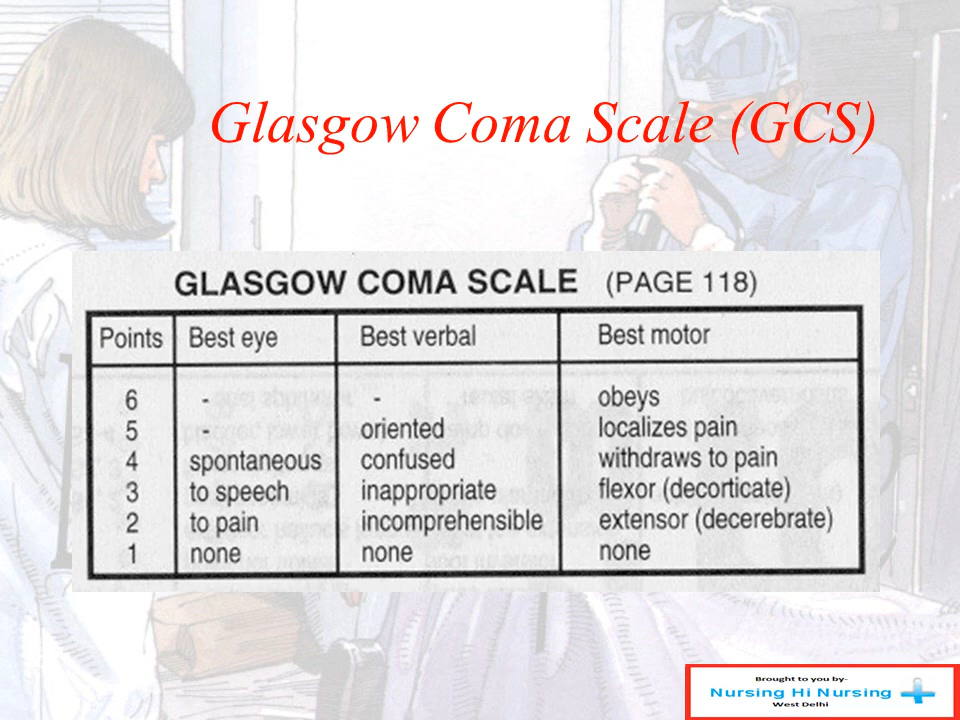 Glasgow Coma Scale (GCS)
GLASGOW COMA SCALE (PAGE 118)
Points Best eye Best verbal Best motor
6 - - obeys
5 - oriented localizes pain
4 spontaneous confused withdraws to pain
3 to speech inappropriate flexor (decorticate)
2 to pain incomprehensible extensor (decerebrate)
1 none none none
Brought to you by-
Nursing Hi Nursing
West Delhi